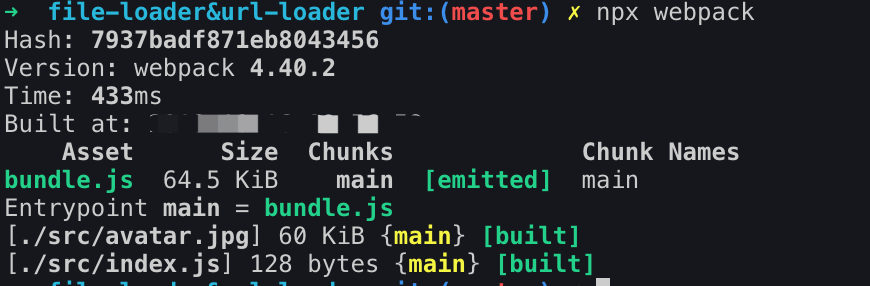 → file-loader&url-loader git:(master) ✗ npx webpack
Hash: 7937badf871eb8043456
Version: webpack 4.40.2
Time: 433ms
Built at:
Asset Size Chunks Chunk Names
bundle.js 64.5 KiB main [emitted] main
Entrypoint main = bundle.js
[./src/avatar.jpg] 60 KiB {main} [built]
[./src/index.js] 128 bytes {main} [built]